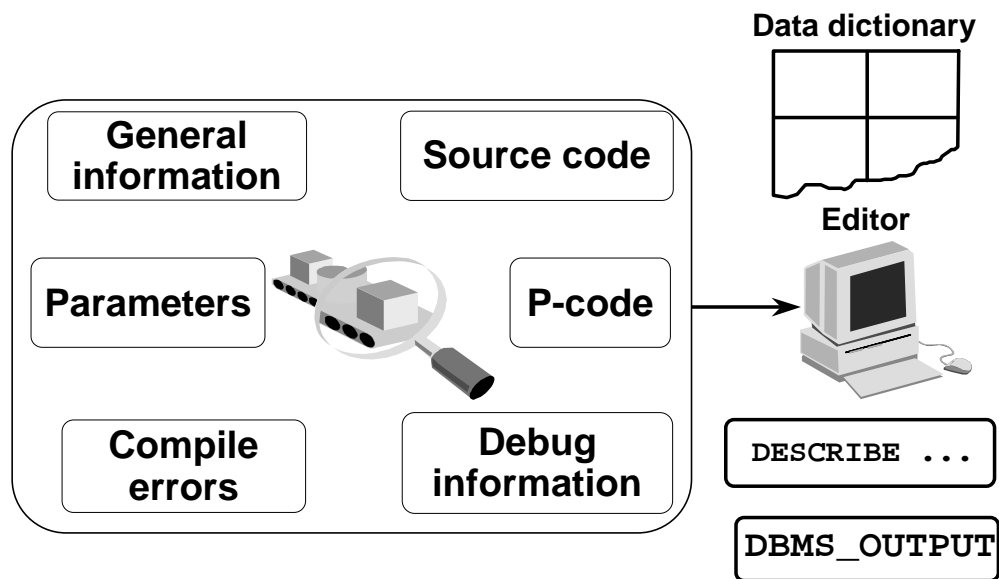 Data dictionary
General
information
Source code
Editor
Parameters
P-code
Compile
errors
Debug
information
DESCRIBE ...
DBMS_OUTPUT